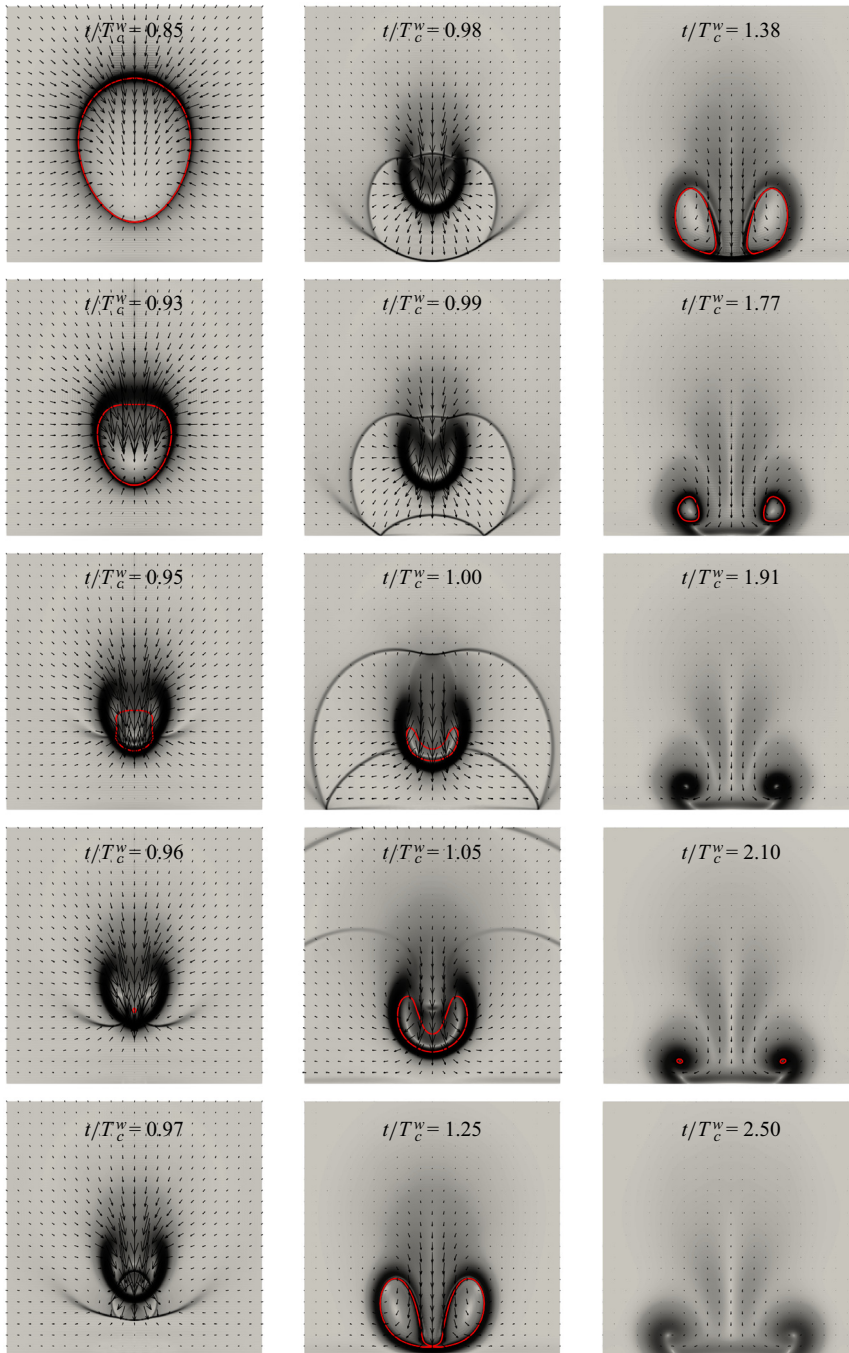 t/T_c^w = 0.85
t/T_c^w = 0.98
t/T_c^w = 1.38
t/T_c^w = 0.93
t/T_c^w = 0.99
t/T_c^w = 1.77
t/T_c^w = 0.95
t/T_c^w = 1.00
t/T_c^w = 1.91
t/T_c^w = 0.96
t/T_c^w = 1.05
t/T_c^w = 2.10
t/T_c^w = 0.97
t/T_c^w = 1.25
t/T_c^w = 2.50